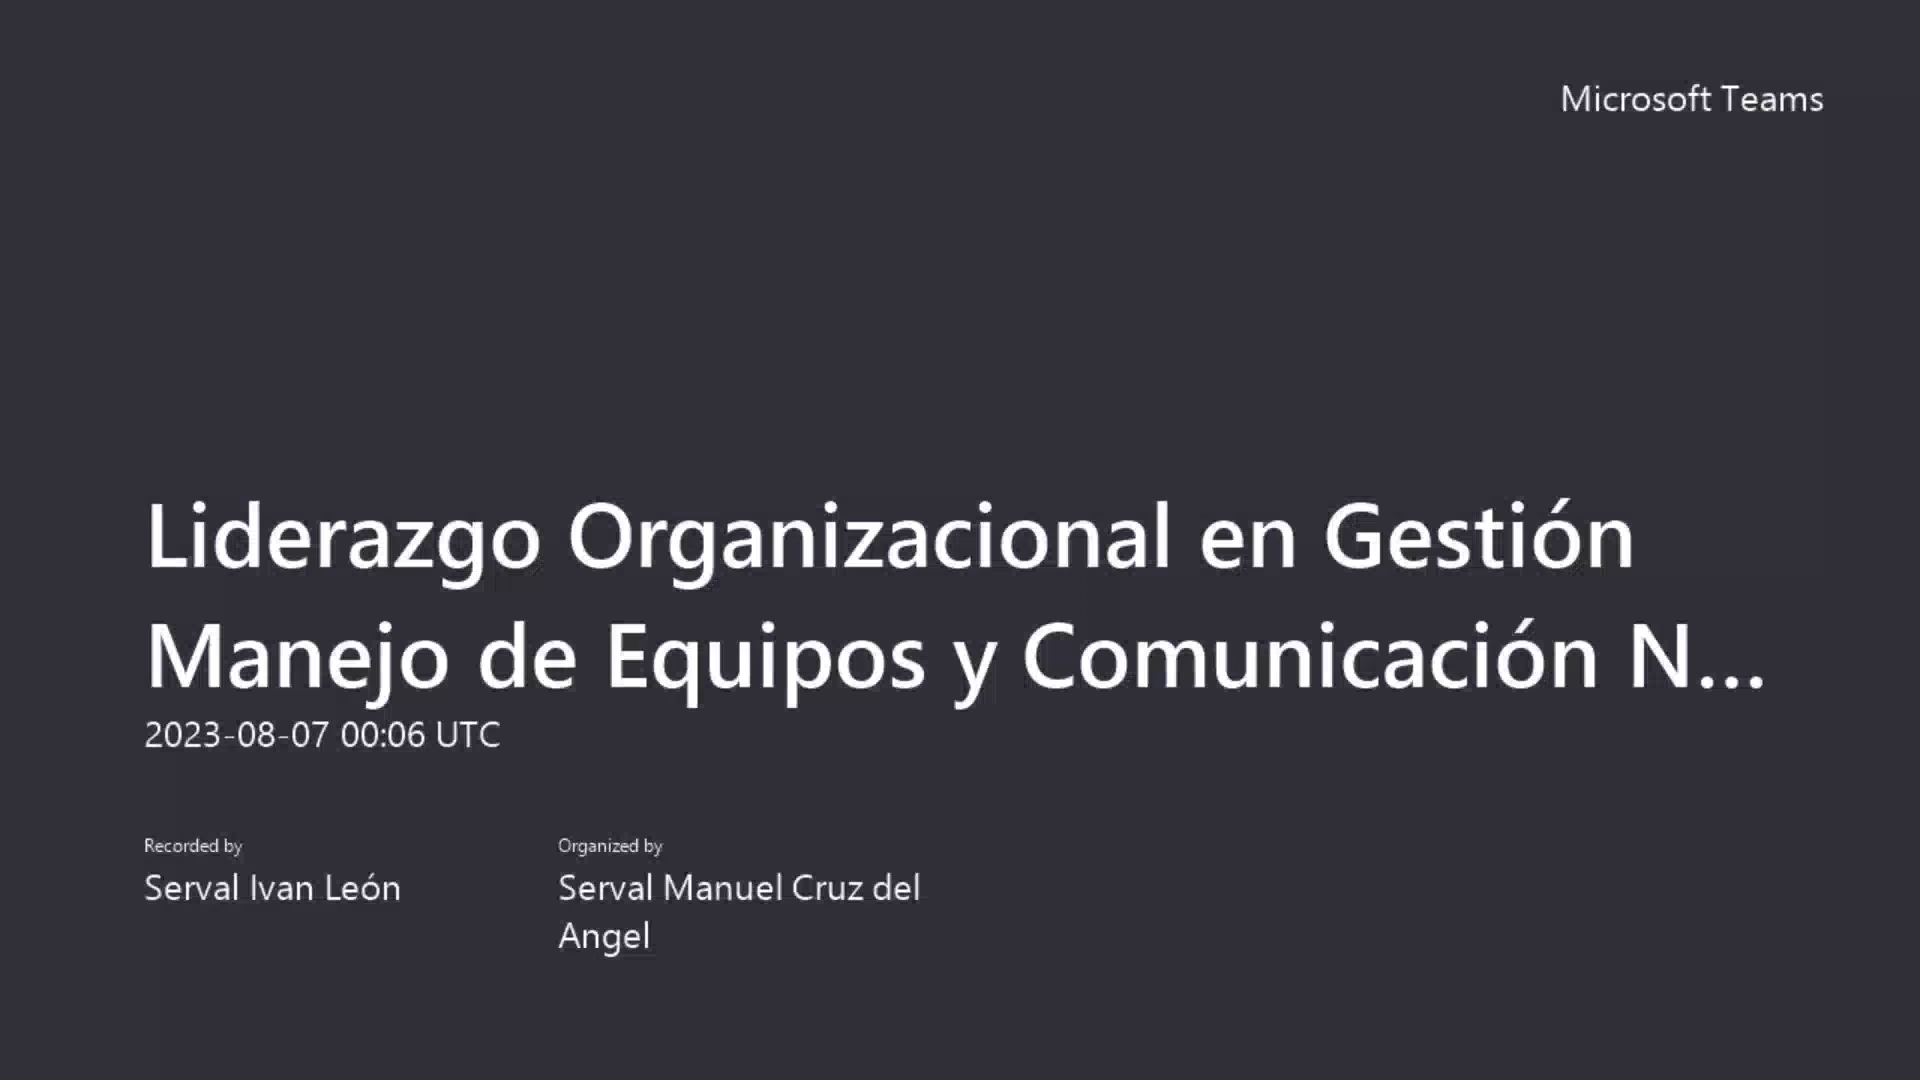 Microsoft Teams
Liderazgo Organizacional en Gestión
Manejo de Equipos y Comunicación N...
2023-08-07 00:06 UTC
Recorded by
Serval Ivan León
Organized by
Serval Manuel Cruz del
Angel